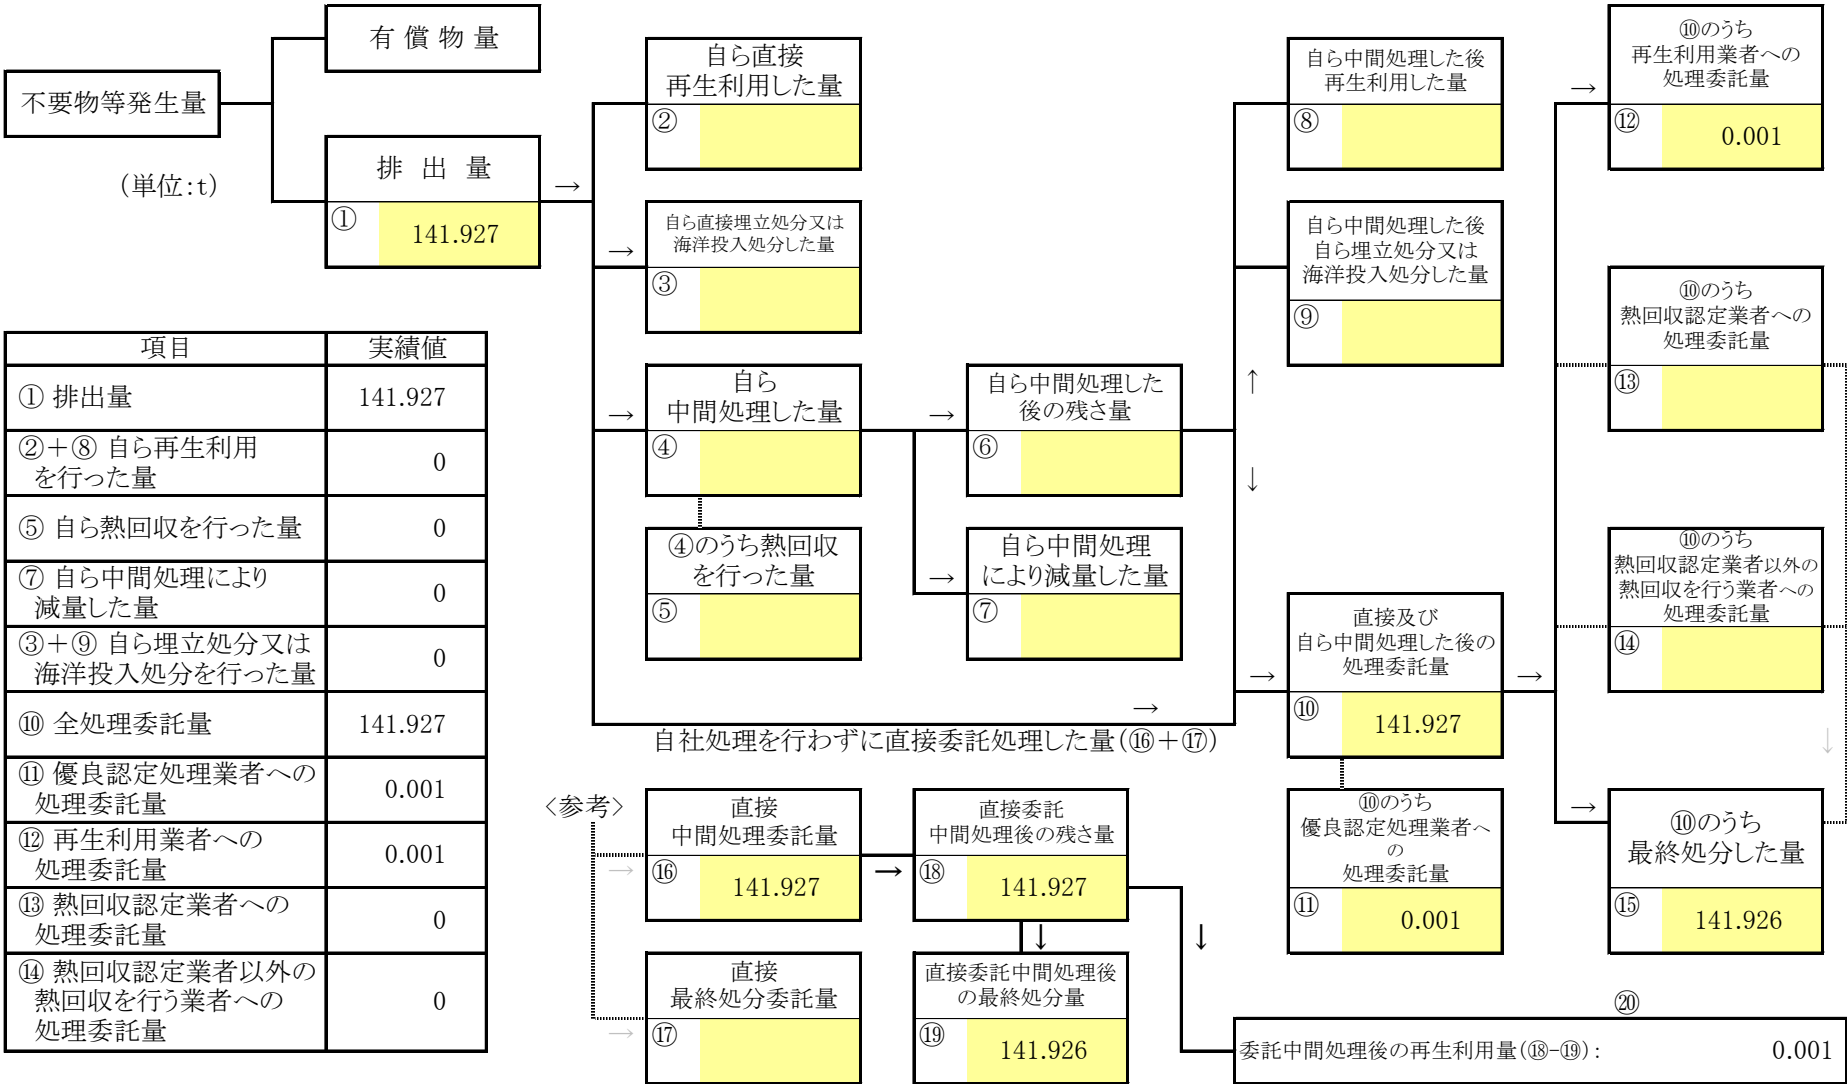 有 償 物 量
不要物等発生量
(単位:t)
排 出 量
①
141.927
→
自ら直接
再生利用した量
②
→
自ら直接埋立処分又は
海洋投入処分した量
③
→
自ら
中間処理した量
④
④のうち熱回収
を行った量
⑤
→
自ら中間処理した
後の残さ量
⑥
→
自ら中間処理
により減量した量
⑦
自ら中間処理した後
再生利用した量
⑧
自ら中間処理した後
自ら埋立処分又は
海洋投入処分した量
⑨
↑
↓
→
自社処理を行わずに直接委託処理した量(⑯+⑰)
→
直接及び
自ら中間処理した後の
処理委託量
⑩
141.927
→
⑩のうち
優良認定処理業者へ
の
処理委託量
⑪
0.001
→
⑩のうち
再生利用業者への
処理委託量
⑫
0.001
⑩のうち
熱回収認定業者への
処理委託量
⑬
⑩のうち
熱回収認定業者以外の
熱回収を行う業者への
処理委託量
⑭
↓
→
⑩のうち
最終処分した量
⑮
141.926
項目 実績値
① 排出量 141.927
②+⑧ 自ら再生利用
を行った量 0
⑤ 自ら熱回収を行った量 0
⑦ 自ら中間処理により
減量した量 0
③+⑨ 自ら埋立処分又は
海洋投入処分を行った量 0
⑩ 全処理委託量 141.927
⑪ 優良認定処理業者への
処理委託量 0.001
⑫ 再生利用業者への
処理委託量 0.001
⑬ 熱回収認定業者への
処理委託量 0
⑭ 熱回収認定業者以外の
熱回収を行う業者への
処理委託量 0
〈参考〉
→
直接
中間処理委託量
⑯
141.927
→
直接委託
中間処理後の残さ量
⑱
141.927
→
直接
最終処分委託量
⑰
↓
直接委託中間処理後
の最終処分量
⑲
141.926
↓
⑳
委託中間処理後の再生利用量(⑱-⑲): 0.001